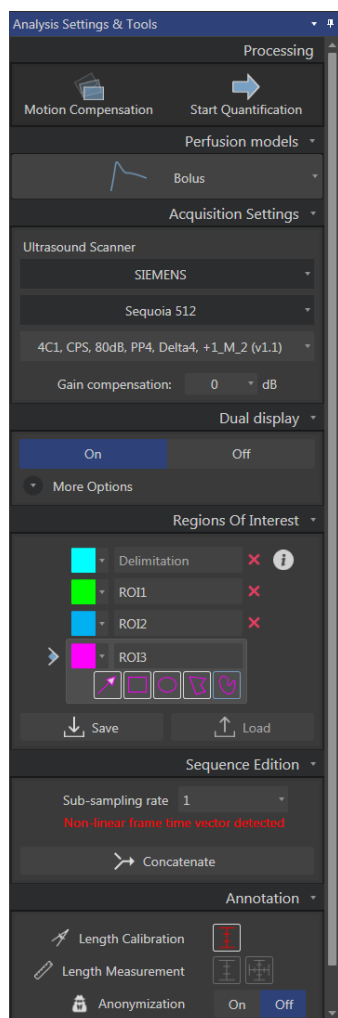 Analysis Settings & Tools
Processing
Motion Compensation
Start Quantification
Perfusion models
Bolus
Acquisition Settings
Ultrasound Scanner
SIEMENS
Sequoia 512
4C1, CPS, 80dB, PP4, Delta4, +1_M_2 (v1.1)
Gain compensation: 0 dB
Dual display
On Off
More Options
Regions Of Interest
Delimitation
ROI1
ROI2
ROI3
Save Load
Sequence Edition
Sub-sampling rate 1
Non-linear frame time vector detected
Concatenate
Annotation
Length Calibration
Length Measurement
Anonymization On Off